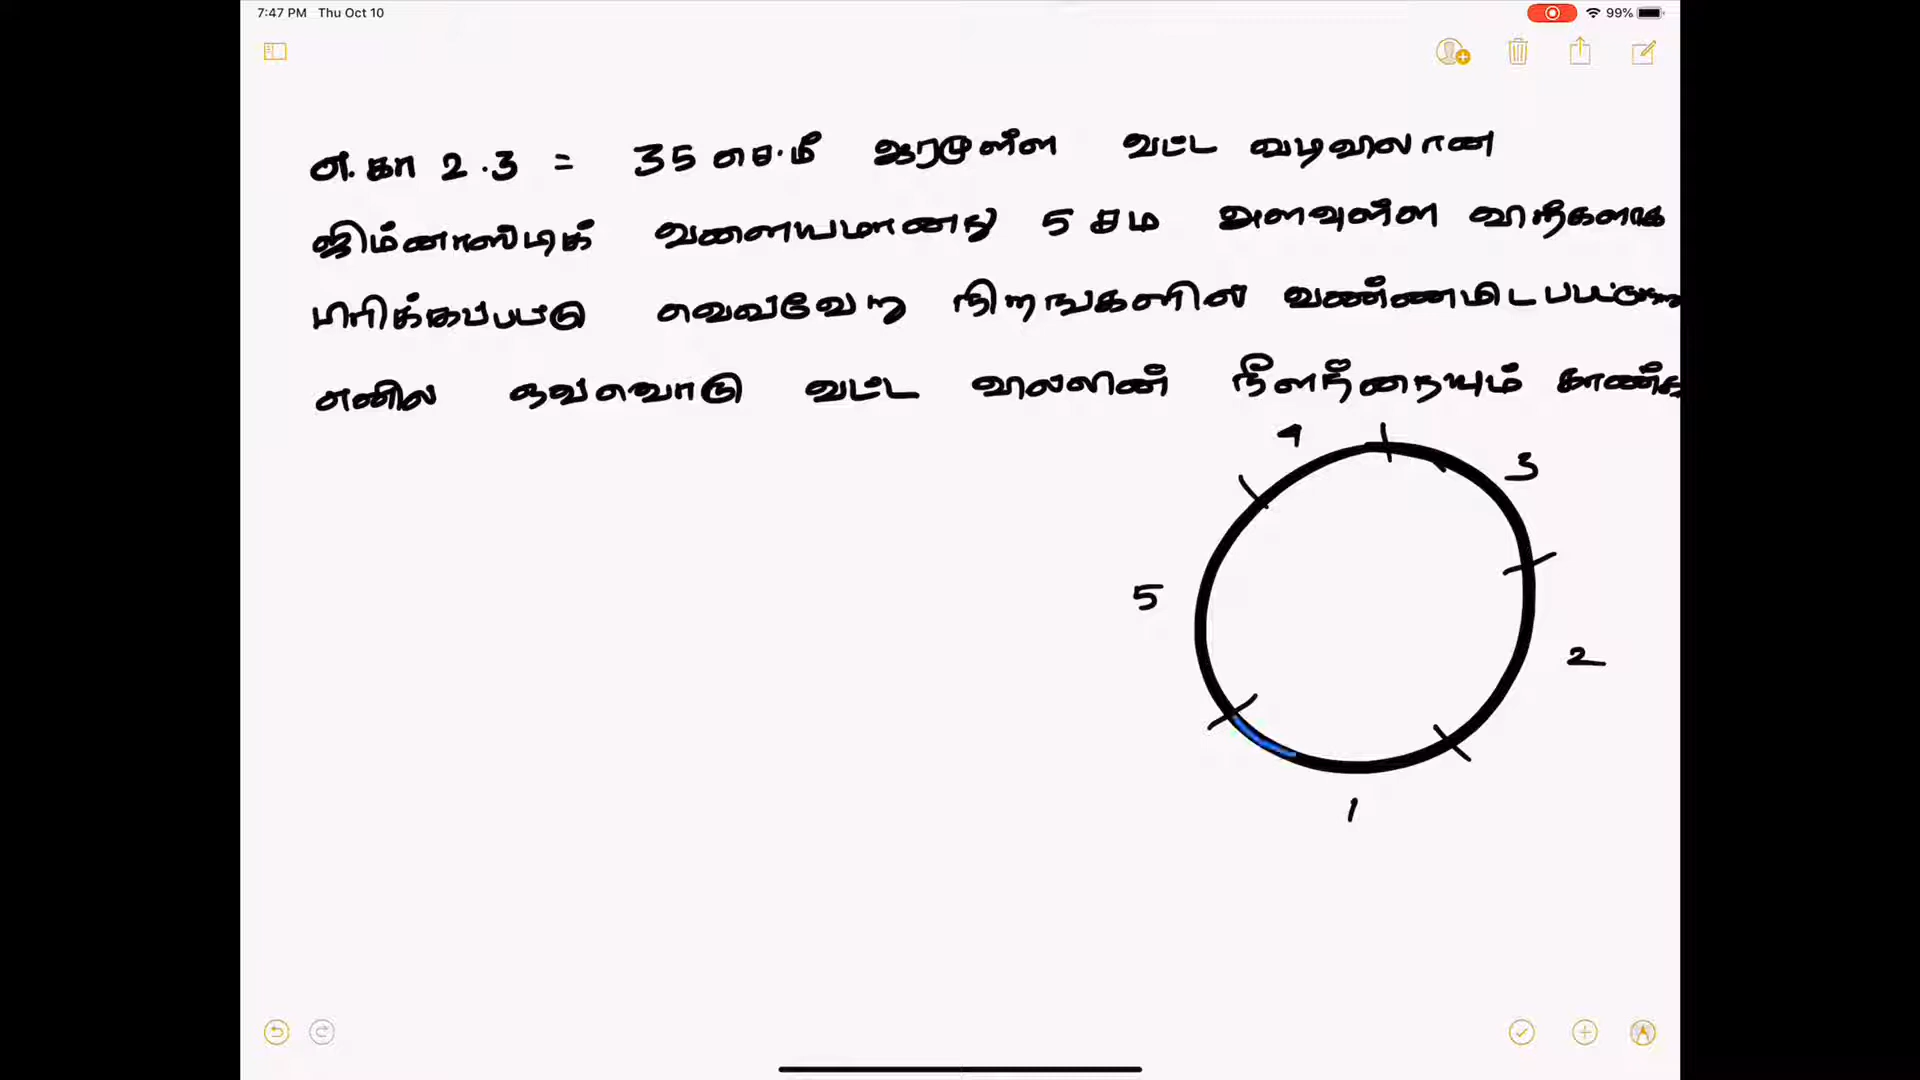 7:47 PM Thu Oct 10
99%
எ.கா 2.3 = 35 செ.மீ ஆரமுள்ள வட்ட வடிவிலான
ஜிம்னாஸ்டிக் வளையமானது 5 சம அளவுள்ள விற்களாக
பிரிக்கப்பட்டு வெவ்வேறு நிறங்களில் வண்ணமிடப்பட்டுள்ளது
எனில் ஒவ்வொரு வட்ட வில்லின் நீளத்தினையும் காண்க
4
3
5
2
1